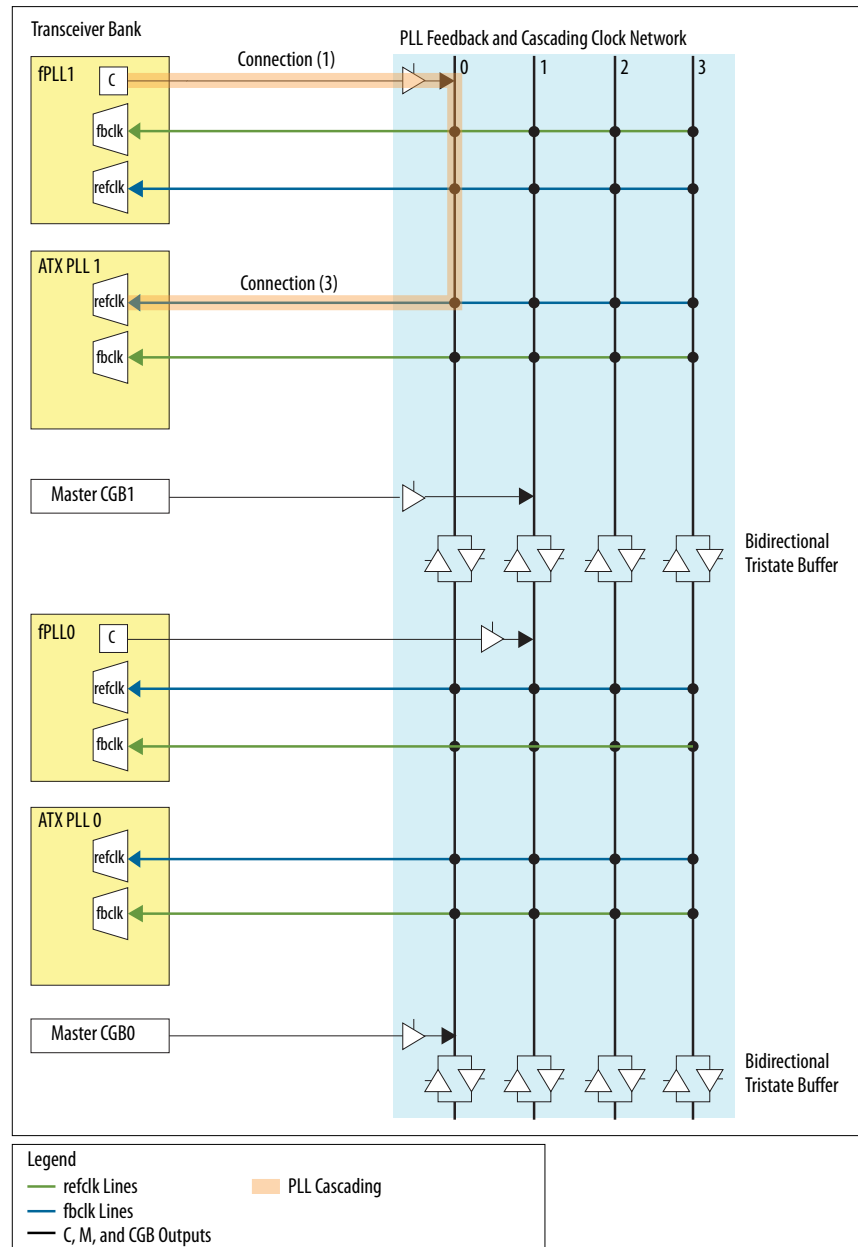 Transceiver Bank
PLL Feedback and Cascading Clock Network
fPLL1
C
Connection (1)
0
1
2
3
fbclk
refclk
ATX PLL 1
refclk
Connection (3)
fbclk
Master CGB1
Bidirectional
Tristate Buffer
fPLL0
C
refclk
fbclk
ATX PLL 0
refclk
fbclk
Master CGB0
Bidirectional
Tristate Buffer
Legend
refclk Lines
PLL Cascading
fbclk Lines
C, M, and CGB Outputs